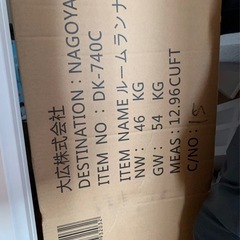 大広株式会社
DESTINATION: NAGOYA
ITEM NO : DK-740C
ITEM NAME ルームランナ
NW: 46 KG
GW: 54 KG
MEAS: 12.96CUFT
C/NO: 15